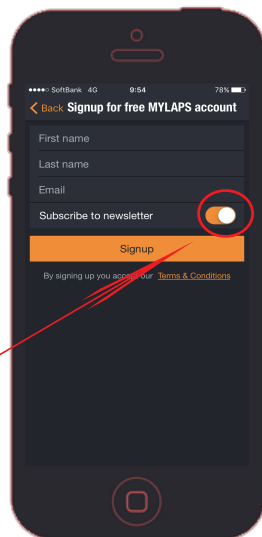 SoftBank 4G 9:54 78%
Back Signup for free MYLAPS account
First name
Last name
Email
Subscribe to newsletter
Signup
By signing up you accept our Terms & Conditions